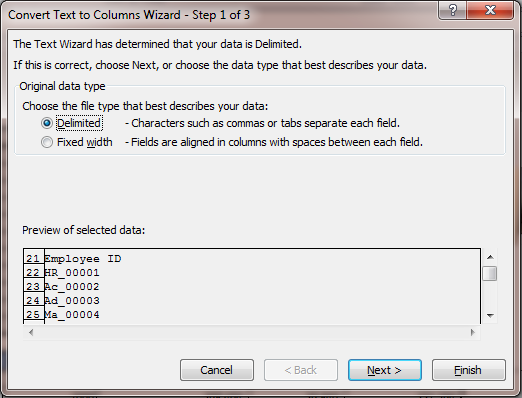 Convert Text to Columns Wizard - Step 1 of 3
The Text Wizard has determined that your data is Delimited.
If this is correct, choose Next, or choose the data type that best describes your data.
Original data type
Choose the file type that best describes your data:
Delimited - Characters such as commas or tabs separate each field.
Fixed width - Fields are aligned in columns with spaces between each field.
Preview of selected data:
21 Employee ID
22 HR_00001
23 Ac_00002
24 Ad_00003
25 Ma_00004
Cancel < Back Next > Finish